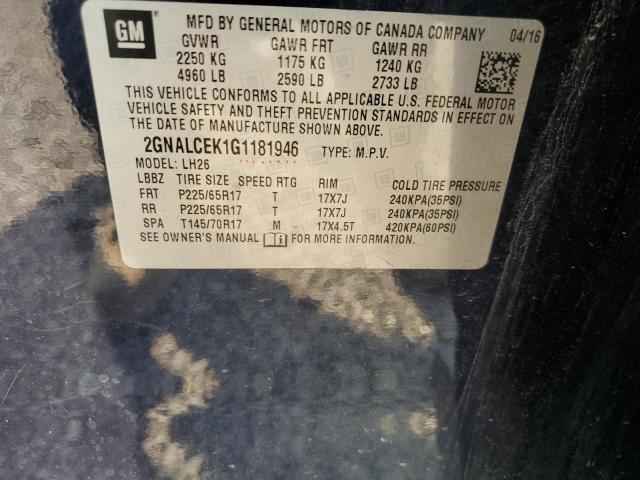 GM
MFD BY GENERAL MOTORS OF CANADA COMPANY 04/16
GVWR GAWR FRT GAWR RR
2250 KG 1175 KG 1240 KG
4960 LB 2590 LB 2733 LB
THIS VEHICLE CONFORMS TO ALL APPLICABLE U.S. FEDERAL MOTOR
VEHICLE SAFETY AND THEFT PREVENTION STANDARDS IN EFFECT ON
THE DATE OF MANUFACTURE SHOWN ABOVE.
2GNALCEK1G1181946 TYPE: M.P.V.
MODEL: LH26
LBBZ TIRE SIZE SPEED RTG RIM COLD TIRE PRESSURE
FRT P225/65R17 T 17X7J 240KPA(35PSI)
RR P225/65R17 T 17X7J 240KPA(35PSI)
SPA T145/70R17 M 17X4.5T 420KPA(60PSI)
SEE OWNER'S MANUAL FOR MORE INFORMATION.